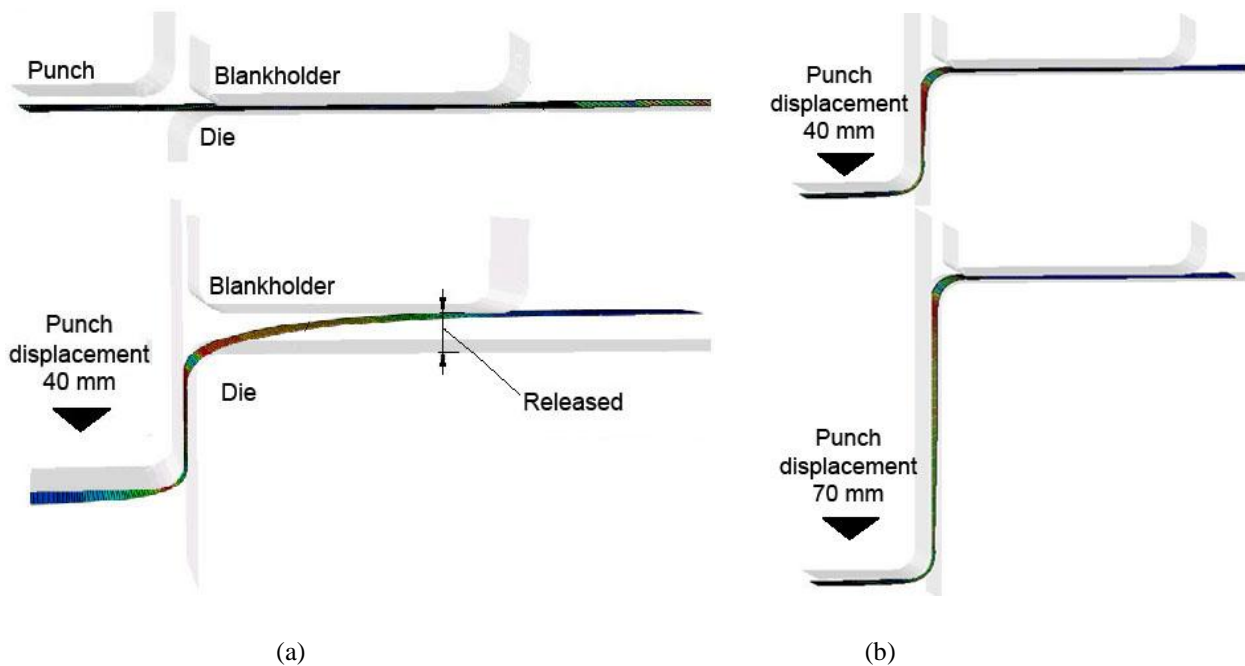 Punch
Blankholder
Die
Blankholder
Punch
displacement
40 mm
Die
Released
(a)
Punch
displacement
40 mm
Punch
displacement
70 mm
(b)